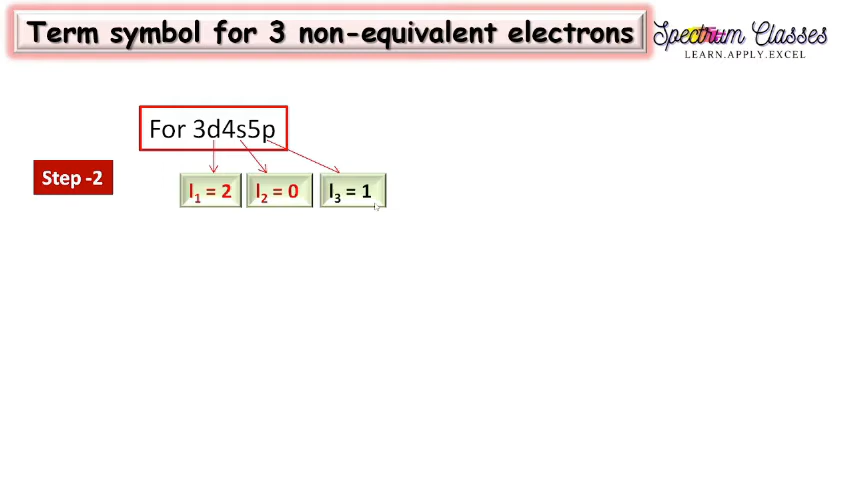 Term symbol for 3 non-equivalent electrons
Spectrum Classes
LEARN.APPLY.EXCEL
For 3d4s5p
Step -2
l₁ = 2 l₂ = 0 l₃ = 1